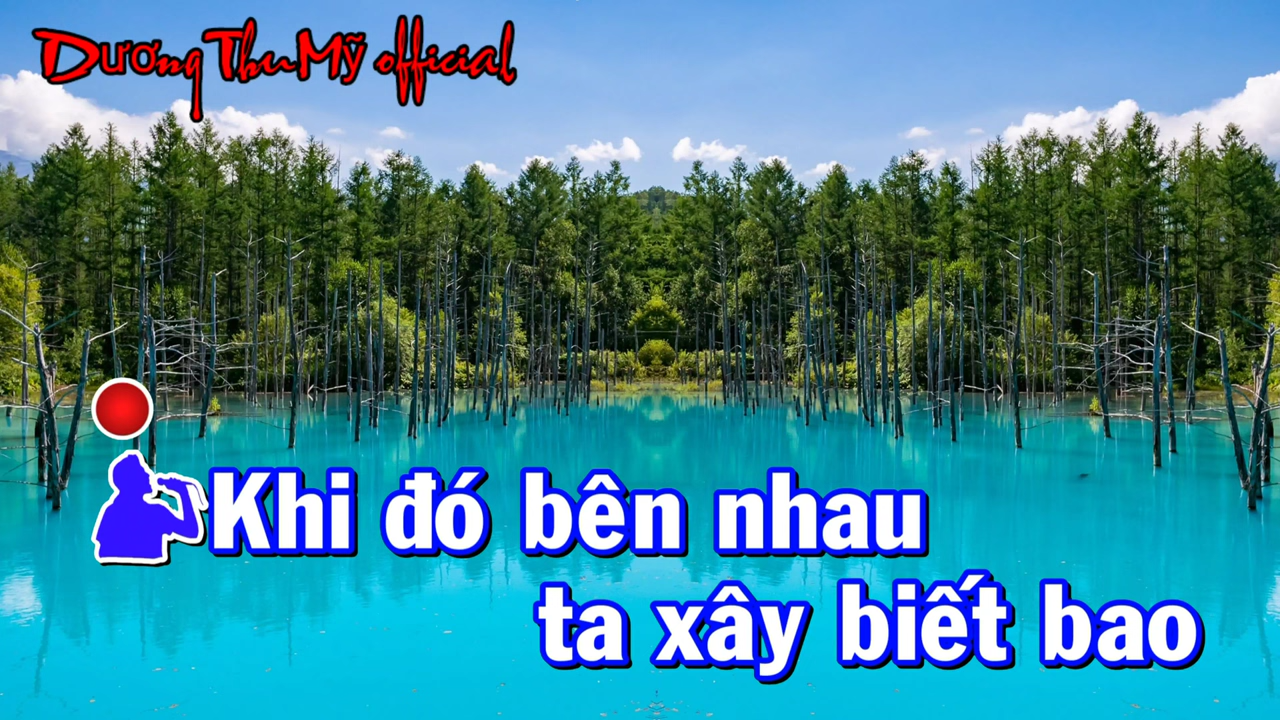 Dương Thu Mỹ official
Khi đó bên nhau
ta xây biết bao